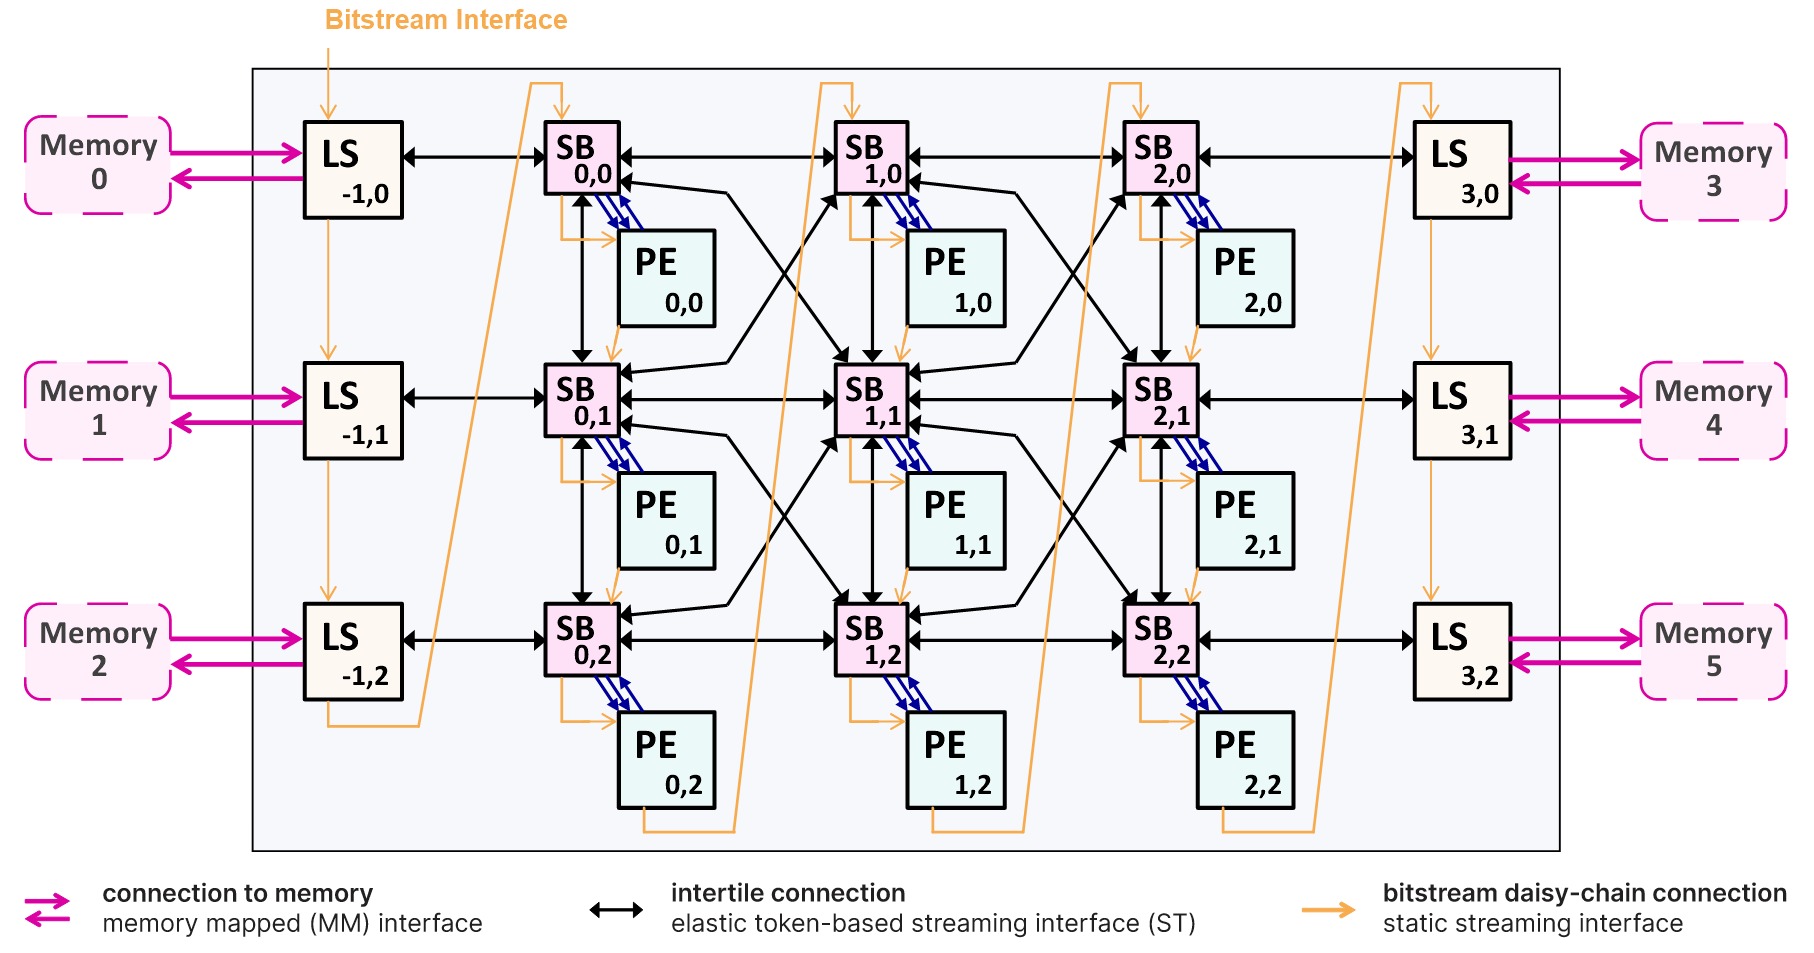 Bitstream Interface
Memory
0
LS
-1,0
SB
0,0
SB
1,0
SB
2,0
LS
3,0
Memory
3
PE
0,0
PE
1,0
PE
2,0
Memory
1
LS
-1,1
SB
0,1
SB
1,1
SB
2,1
LS
3,1
Memory
4
PE
0,1
PE
1,1
PE
2,1
Memory
2
LS
-1,2
SB
0,2
SB
1,2
SB
2,2
LS
3,2
Memory
5
PE
0,2
PE
1,2
PE
2,2
connection to memory
memory mapped (MM) interface
intertile connection
elastic token-based streaming interface (ST)
bitstream daisy-chain connection
static streaming interface